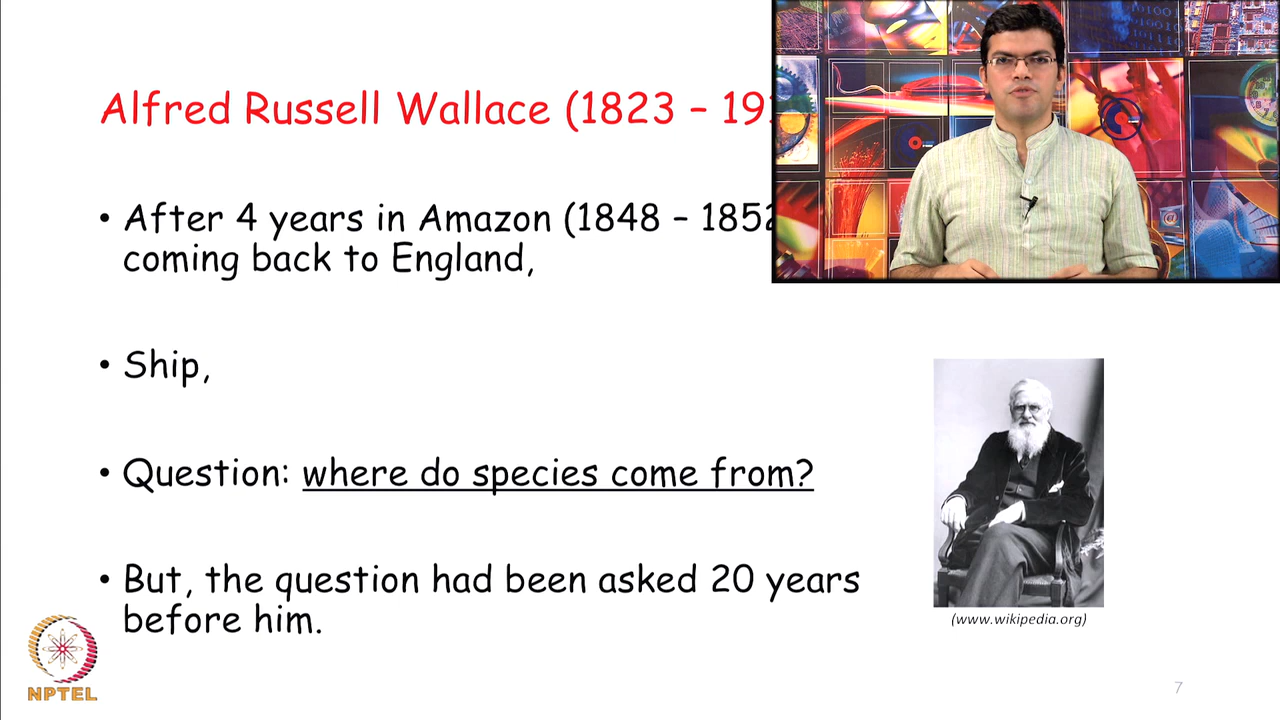 Alfred Russell Wallace (1823 – 19
• After 4 years in Amazon (1848 – 1852
coming back to England,
• Ship,
• Question: where do species come from?
• But, the question had been asked 20 years
before him.
(www.wikipedia.org)
NPTEL
7